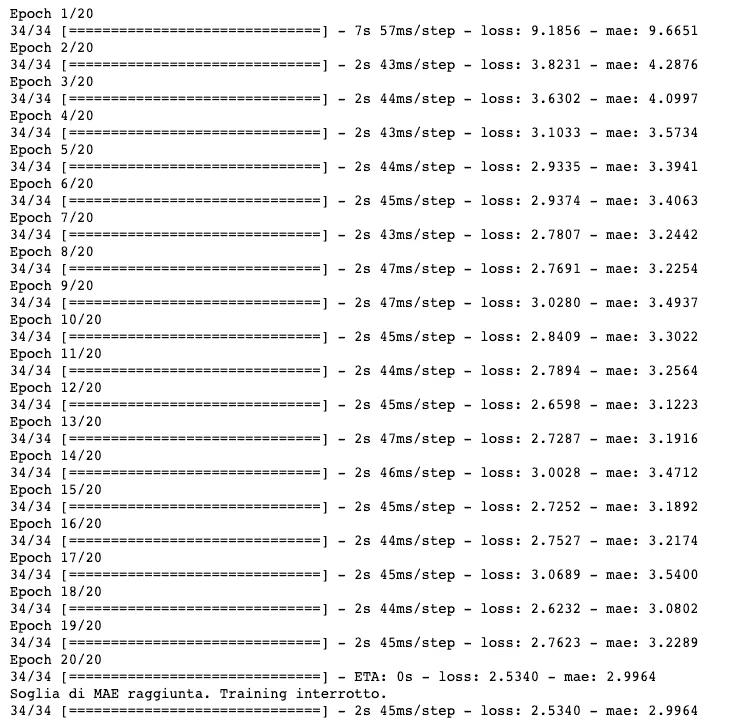 Epoch 1/20
34/34 [==============================] - 7s 57ms/step - loss: 9.1856 - mae: 9.6651
Epoch 2/20
34/34 [==============================] - 2s 43ms/step - loss: 3.8231 - mae: 4.2876
Epoch 3/20
34/34 [==============================] - 2s 44ms/step - loss: 3.6302 - mae: 4.0997
Epoch 4/20
34/34 [==============================] - 2s 43ms/step - loss: 3.1033 - mae: 3.5734
Epoch 5/20
34/34 [==============================] - 2s 44ms/step - loss: 2.9335 - mae: 3.3941
Epoch 6/20
34/34 [==============================] - 2s 45ms/step - loss: 2.9374 - mae: 3.4063
Epoch 7/20
34/34 [==============================] - 2s 43ms/step - loss: 2.7807 - mae: 3.2442
Epoch 8/20
34/34 [==============================] - 2s 47ms/step - loss: 2.7691 - mae: 3.2254
Epoch 9/20
34/34 [==============================] - 2s 47ms/step - loss: 3.0280 - mae: 3.4937
Epoch 10/20
34/34 [==============================] - 2s 45ms/step - loss: 2.8409 - mae: 3.3022
Epoch 11/20
34/34 [==============================] - 2s 44ms/step - loss: 2.7894 - mae: 3.2564
Epoch 12/20
34/34 [==============================] - 2s 45ms/step - loss: 2.6598 - mae: 3.1223
Epoch 13/20
34/34 [==============================] - 2s 47ms/step - loss: 2.7287 - mae: 3.1916
Epoch 14/20
34/34 [==============================] - 2s 46ms/step - loss: 3.0028 - mae: 3.4712
Epoch 15/20
34/34 [==============================] - 2s 45ms/step - loss: 2.7252 - mae: 3.1892
Epoch 16/20
34/34 [==============================] - 2s 44ms/step - loss: 2.7527 - mae: 3.2174
Epoch 17/20
34/34 [==============================] - 2s 45ms/step - loss: 3.0689 - mae: 3.5400
Epoch 18/20
34/34 [==============================] - 2s 44ms/step - loss: 2.6232 - mae: 3.0802
Epoch 19/20
34/34 [==============================] - 2s 45ms/step - loss: 2.7623 - mae: 3.2289
Epoch 20/20
34/34 [==============================] - ETA: 0s - loss: 2.5340 - mae: 2.9964
Soglia di MAE raggiunta. Training interrotto.
34/34 [==============================] - 2s 45ms/step - loss: 2.5340 - mae: 2.9964